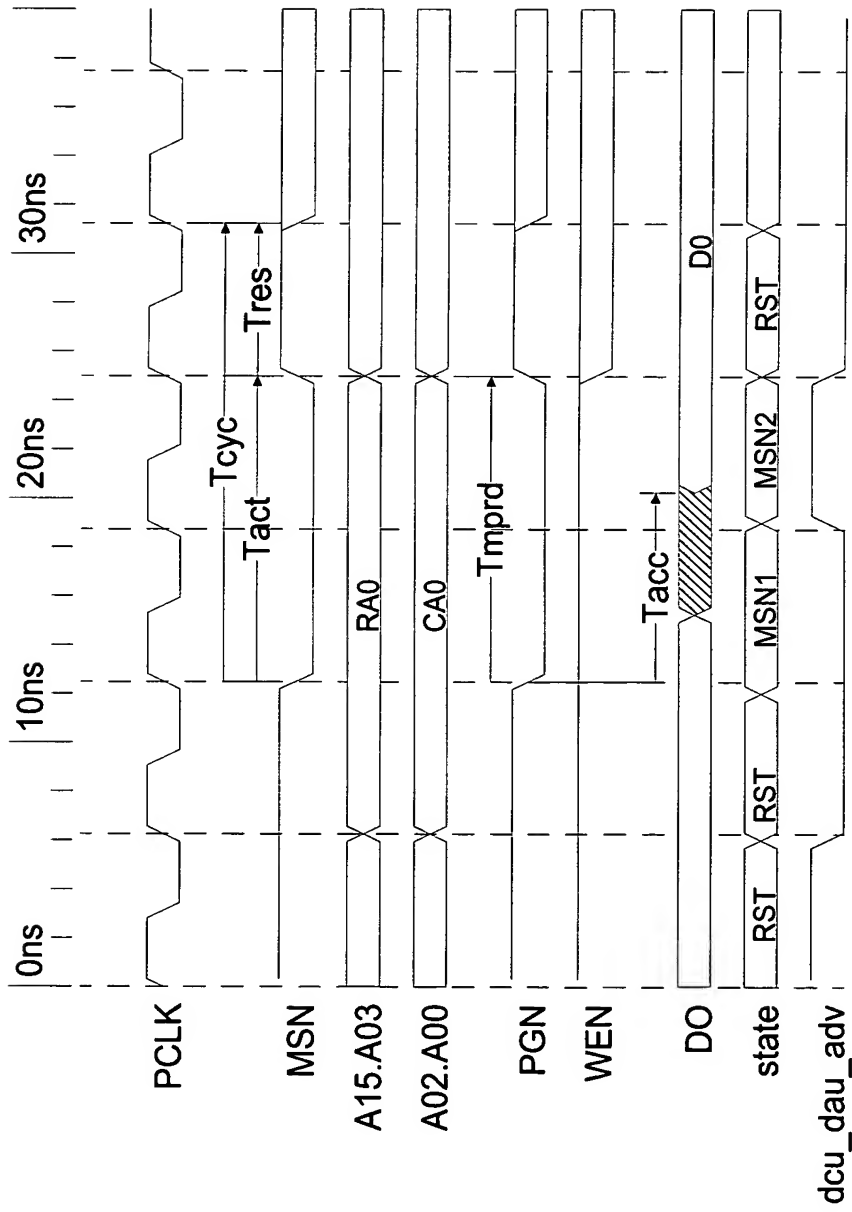 0ns 10ns 20ns 30ns
PCLK
Tcyc
Tact Tres
MSN
A15.A03 RA0
A02.A00 CA0
Tmprd
PGN
WEN
Tacc
DO D0
state RST RST MSN1 MSN2 RST
dcu_dau_adv